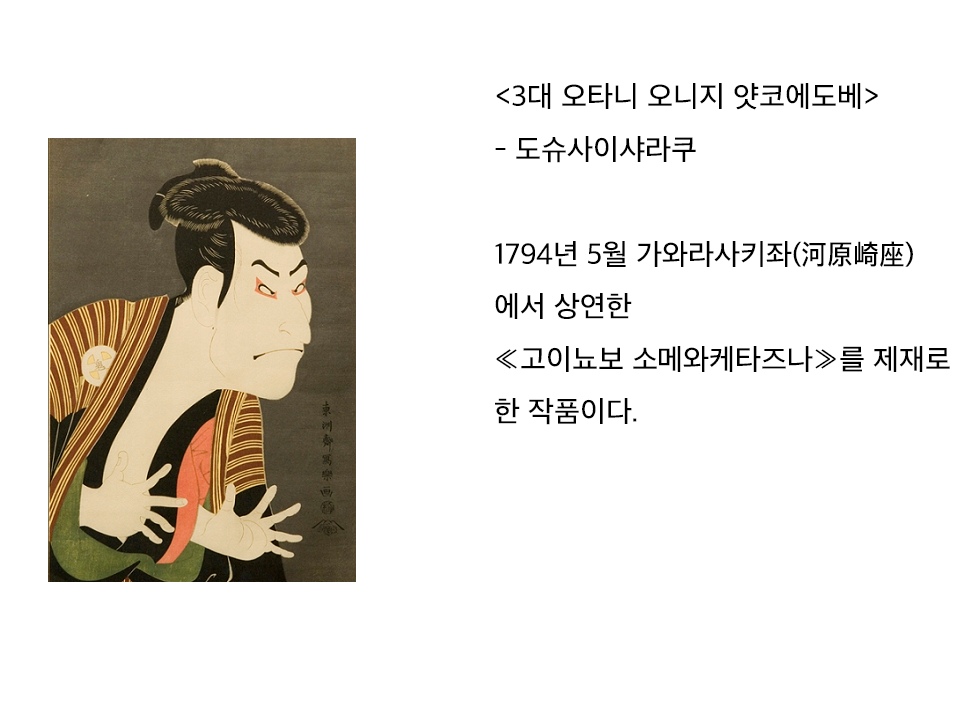 <3대 오타니 오니지 얏코에도베>
- 도슈사이샤라쿠
1794년 5월 가와라사키좌(河原崎座)
에서 상연한
≪고이뇨보 소메와케타즈나≫를 제재로
한 작품이다.
東洲齋寫樂画